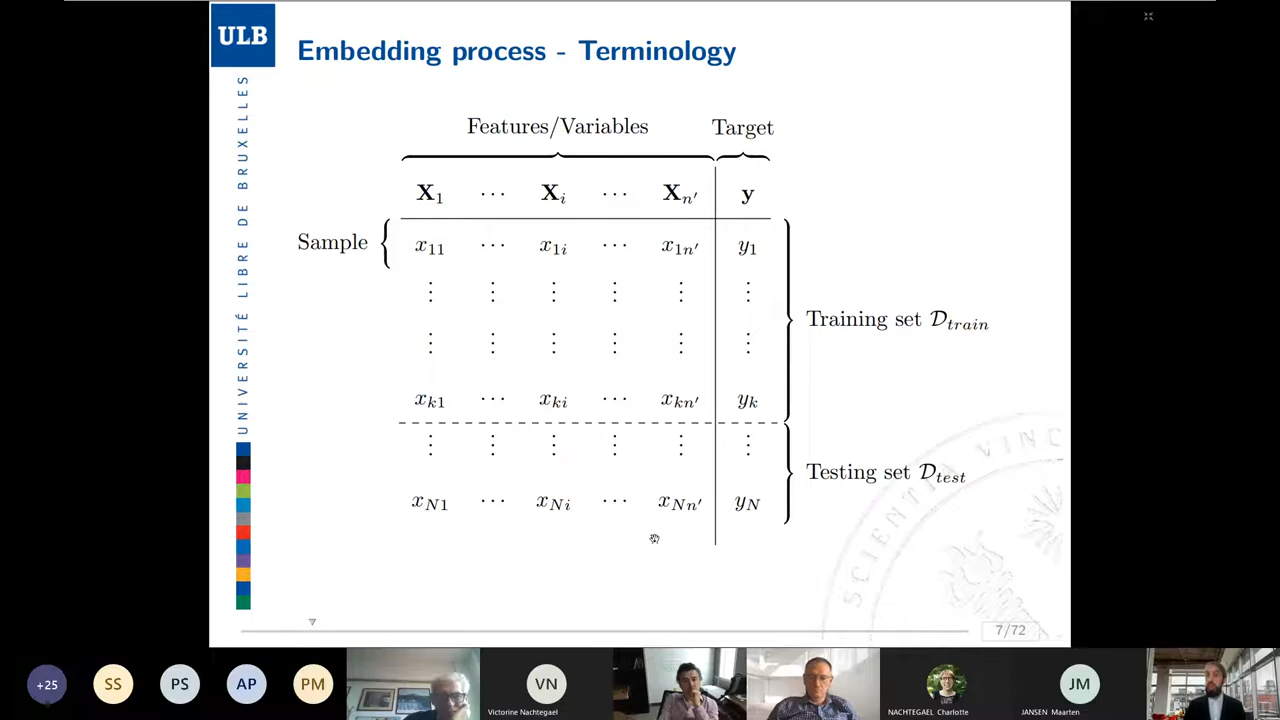 ULB
UNIVERSITÉ LIBRE DE BRUXELLES
Embedding process - Terminology
Features/Variables Target
X₁ ⋯ Xᵢ ⋯ Xₙ′ y
Sample
x₁₁ ⋯ x₁ᵢ ⋯ x₁ₙ′ y₁
⋮ ⋮ ⋮ ⋮ ⋮ ⋮
Training set 𝒟train
⋮ ⋮ ⋮ ⋮ ⋮ ⋮
xk1 ⋯ xki ⋯ xkn′ yk
⋮ ⋮ ⋮ ⋮ ⋮ ⋮
Testing set 𝒟test
xN1 ⋯ xNi ⋯ xNn′ yN
SCIENTIA VINC
7/72
+25 SS PS AP PM VN JM
Victorine Nachtegael
NACHTEGAEL Charlotte
JANSEN Maarten